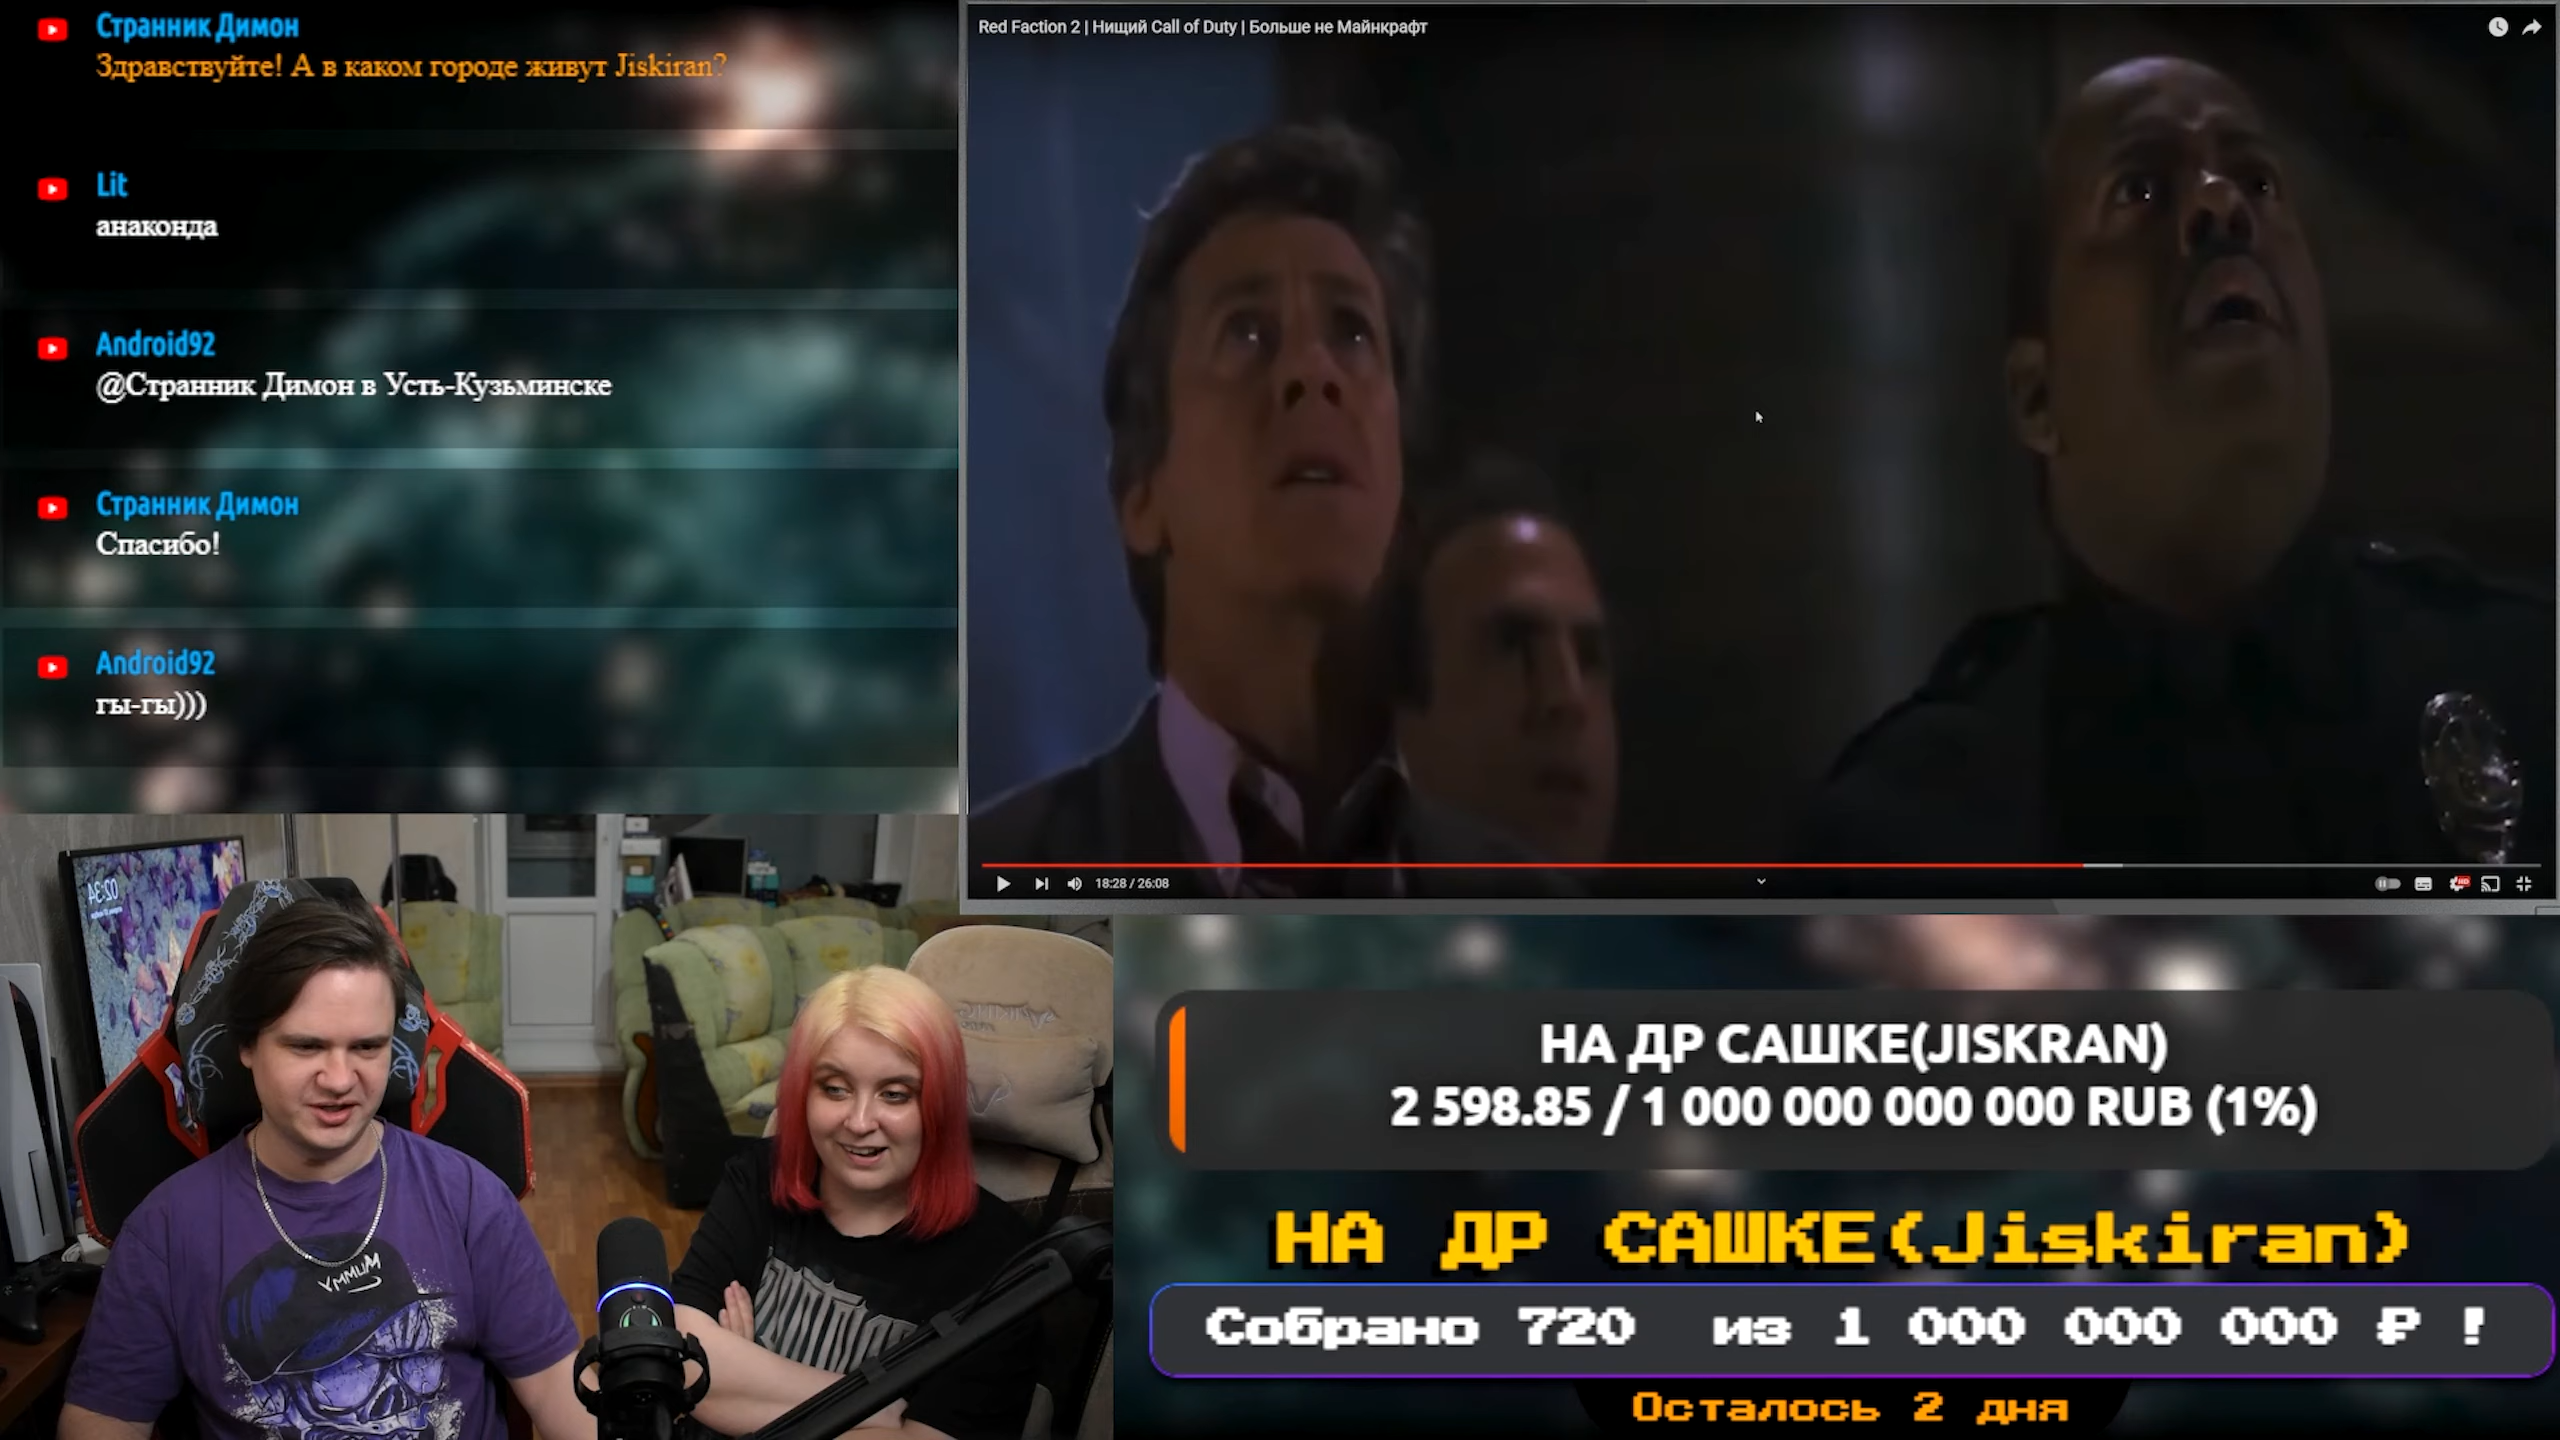 Странник Димон
Здравствуйте! А в каком городе живут Jiskiran?
Lit
анаконда
Android92
@Странник Димон в Усть-Кузьминске
Странник Димон
Спасибо!
Android92
гы-гы)))
Red Faction 2 | Нищий Call of Duty | Больше не Майнкрафт
18:28 / 26:08
НА ДР САШКЕ(JISKRAN)
2 598.85 / 1 000 000 000 000 RUB (1%)
НА ДР САШКЕ(Jiskiran)
Собрано 720 из 1 000 000 000 ₽ !
Осталось 2 дня
02:34